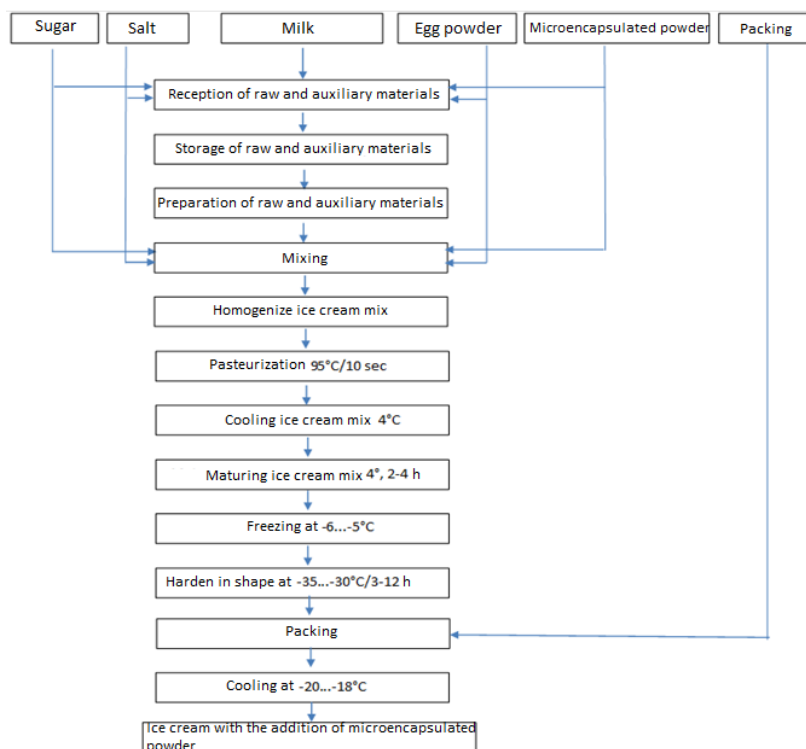 Sugar
Salt
Milk
Egg powder
Microencapsulated powder
Packing
Reception of raw and auxiliary materials
Storage of raw and auxiliary materials
Preparation of raw and auxiliary materials
Mixing
Homogenize ice cream mix
Pasteurization 95°C/10 sec
Cooling ice cream mix 4°C
Maturing ice cream mix 4°, 2-4 h
Freezing at -6...-5°C
Harden in shape at -35...-30°C/3-12 h
Packing
Cooling at -20...-18°C
Ice cream with the addition of microencapsulated
powder